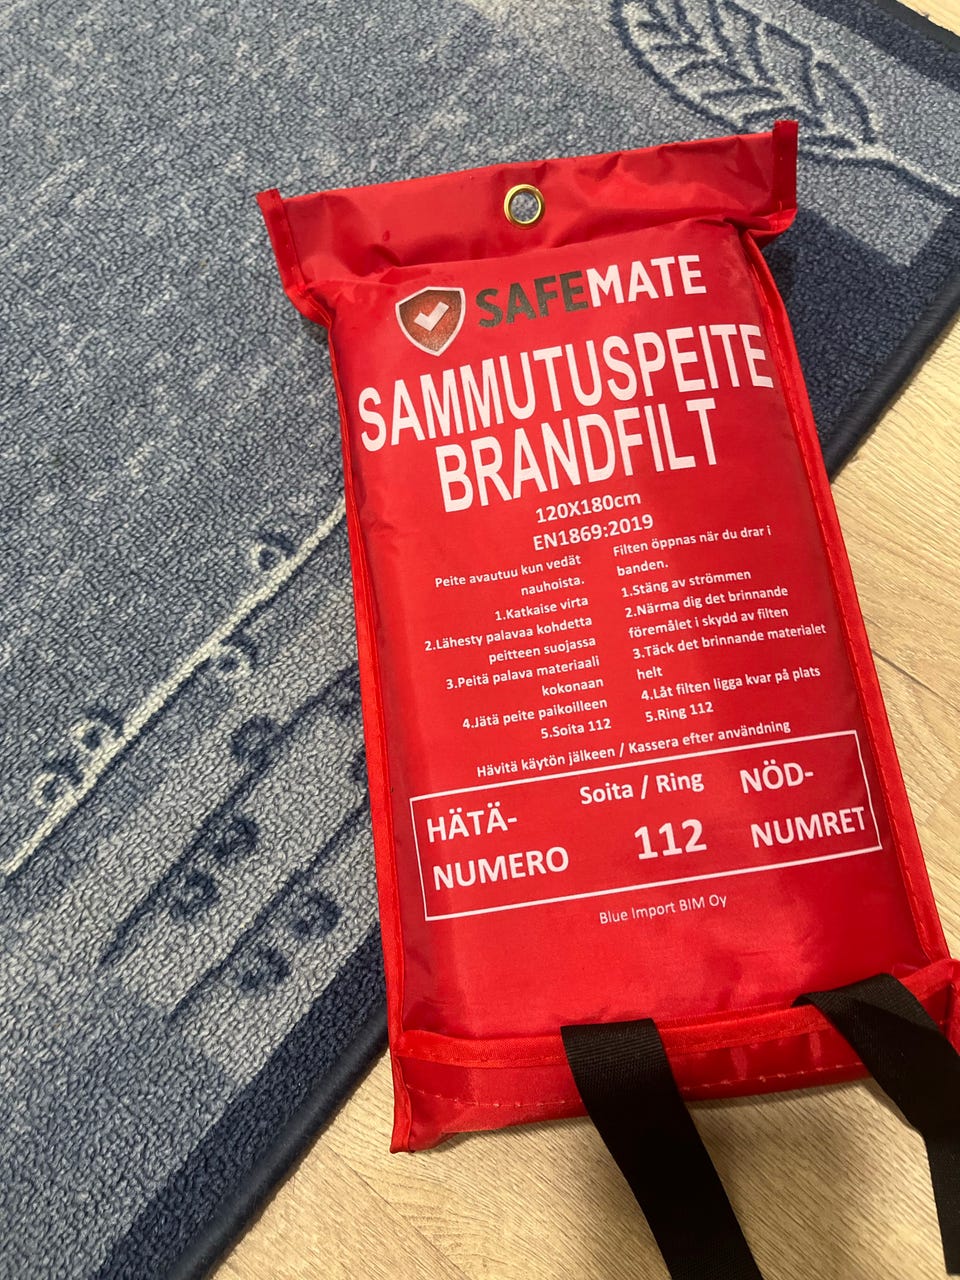 SAFEMATE
SAMMUTUSPEITE
BRANDFILT
120X180cm
EN1869:2019
Peite avautuu kun vedät
nauhoista.
1.Katkaise virta
2.Lähesty palavaa kohdetta
peitteen suojassa
3.Peitä palava materiaali
kokonaan
4.Jätä peite paikoilleen
5.Soita 112
Filten öppnas när du drar i
banden.
1.Stäng av strömmen
2.Närma dig det brinnande
föremålet i skydd av filten
3.Täck det brinnande materialet
helt
4.Låt filten ligga kvar på plats
5.Ring 112
Hävitä käytön jälkeen / Kassera efter användning
HÄTÄ-
NUMERO
Soita / Ring
112
NÖD-
NUMRET
Blue Import BIM Oy